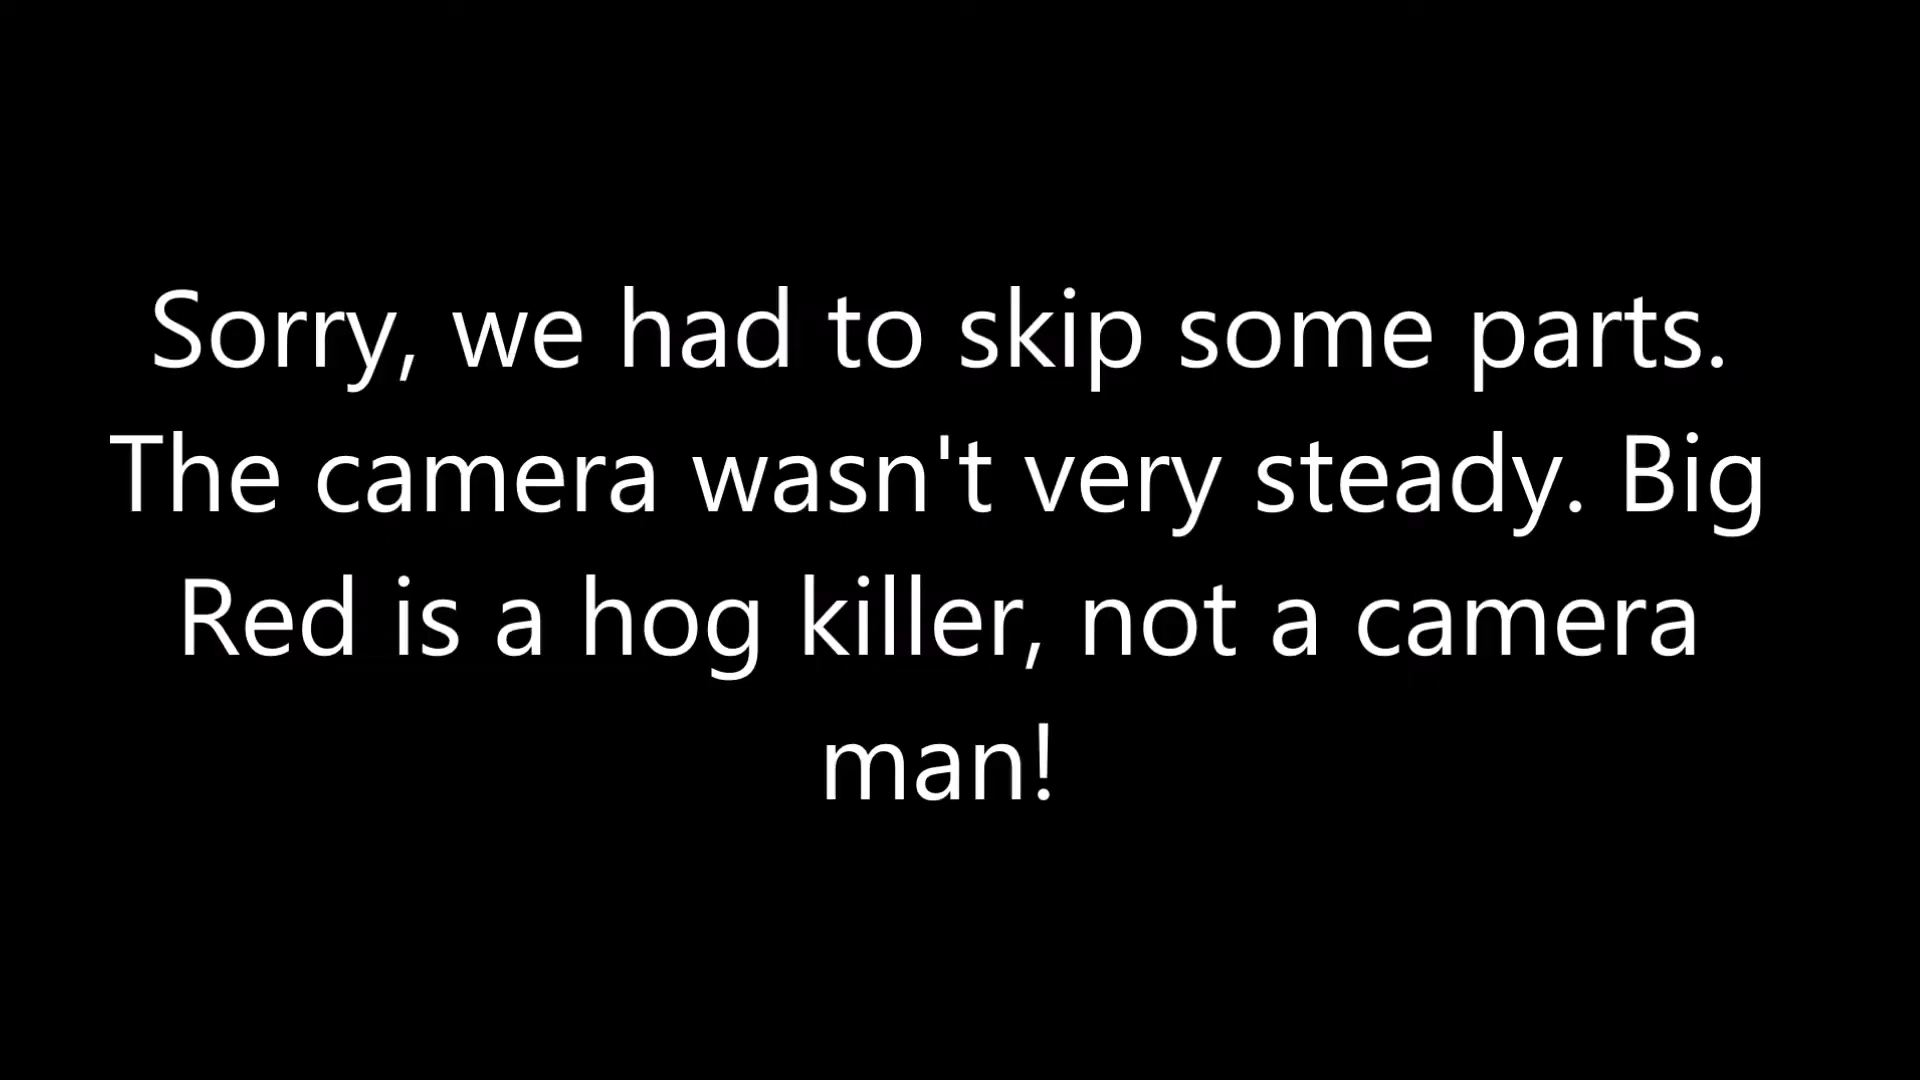 Sorry, we had to skip some parts.
The camera wasn't very steady. Big
Red is a hog killer, not a camera
man!